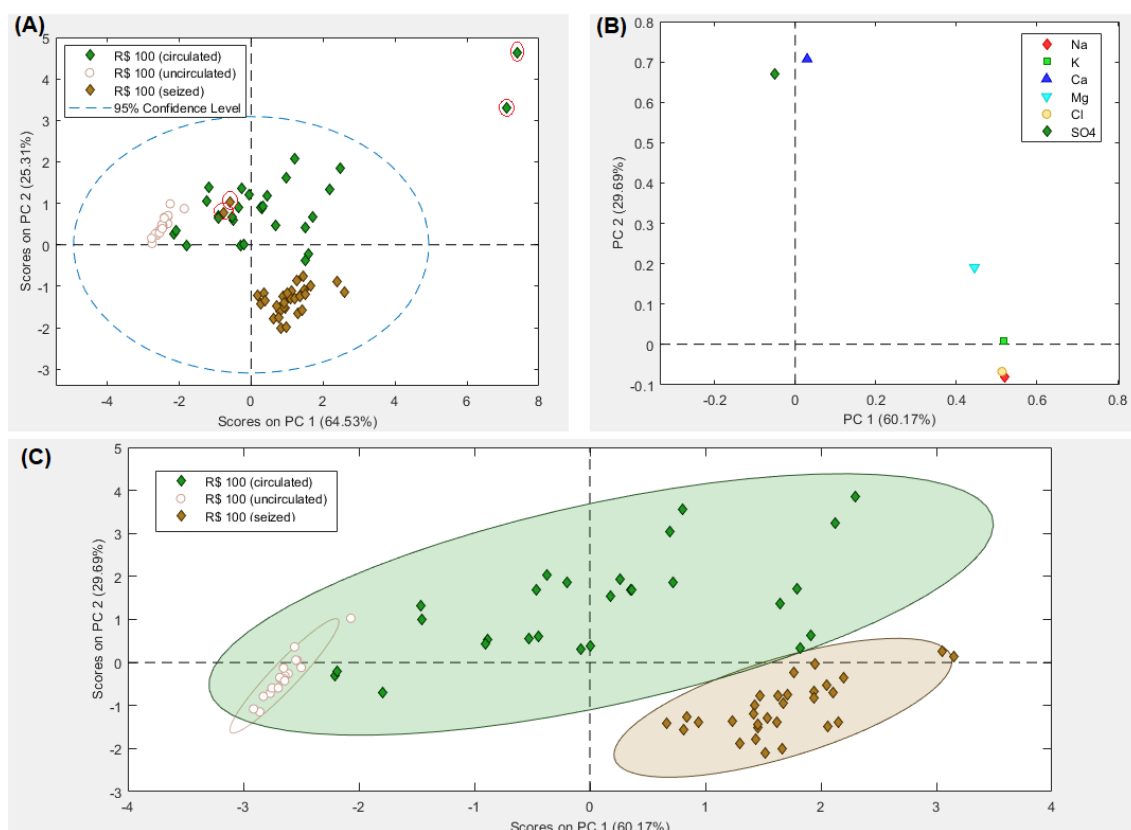 (A)
R$ 100 (circulated)
R$ 100 (uncirculated)
R$ 100 (seized)
95% Confidence Level
5
4
3
2
1
0
-1
-2
-3
Scores on PC 2 (25.31%)
-4
-2
0
2
4
6
8
Scores on PC 1 (64.53%)
(B)
Na
K
Ca
Mg
Cl
SO4
0.8
0.7
0.6
0.5
0.4
0.3
0.2
0.1
0
-0.1
PC 2 (29.69%)
-0.2
0
0.2
0.4
0.6
0.8
PC 1 (60.17%)
(C)
R$ 100 (circulated)
R$ 100 (uncirculated)
R$ 100 (seized)
5
4
3
2
1
0
-1
-2
-3
Scores on PC 2 (29.69%)
-4
-3
-2
-1
0
1
2
3
4
Scores on PC 1 (60.17%)